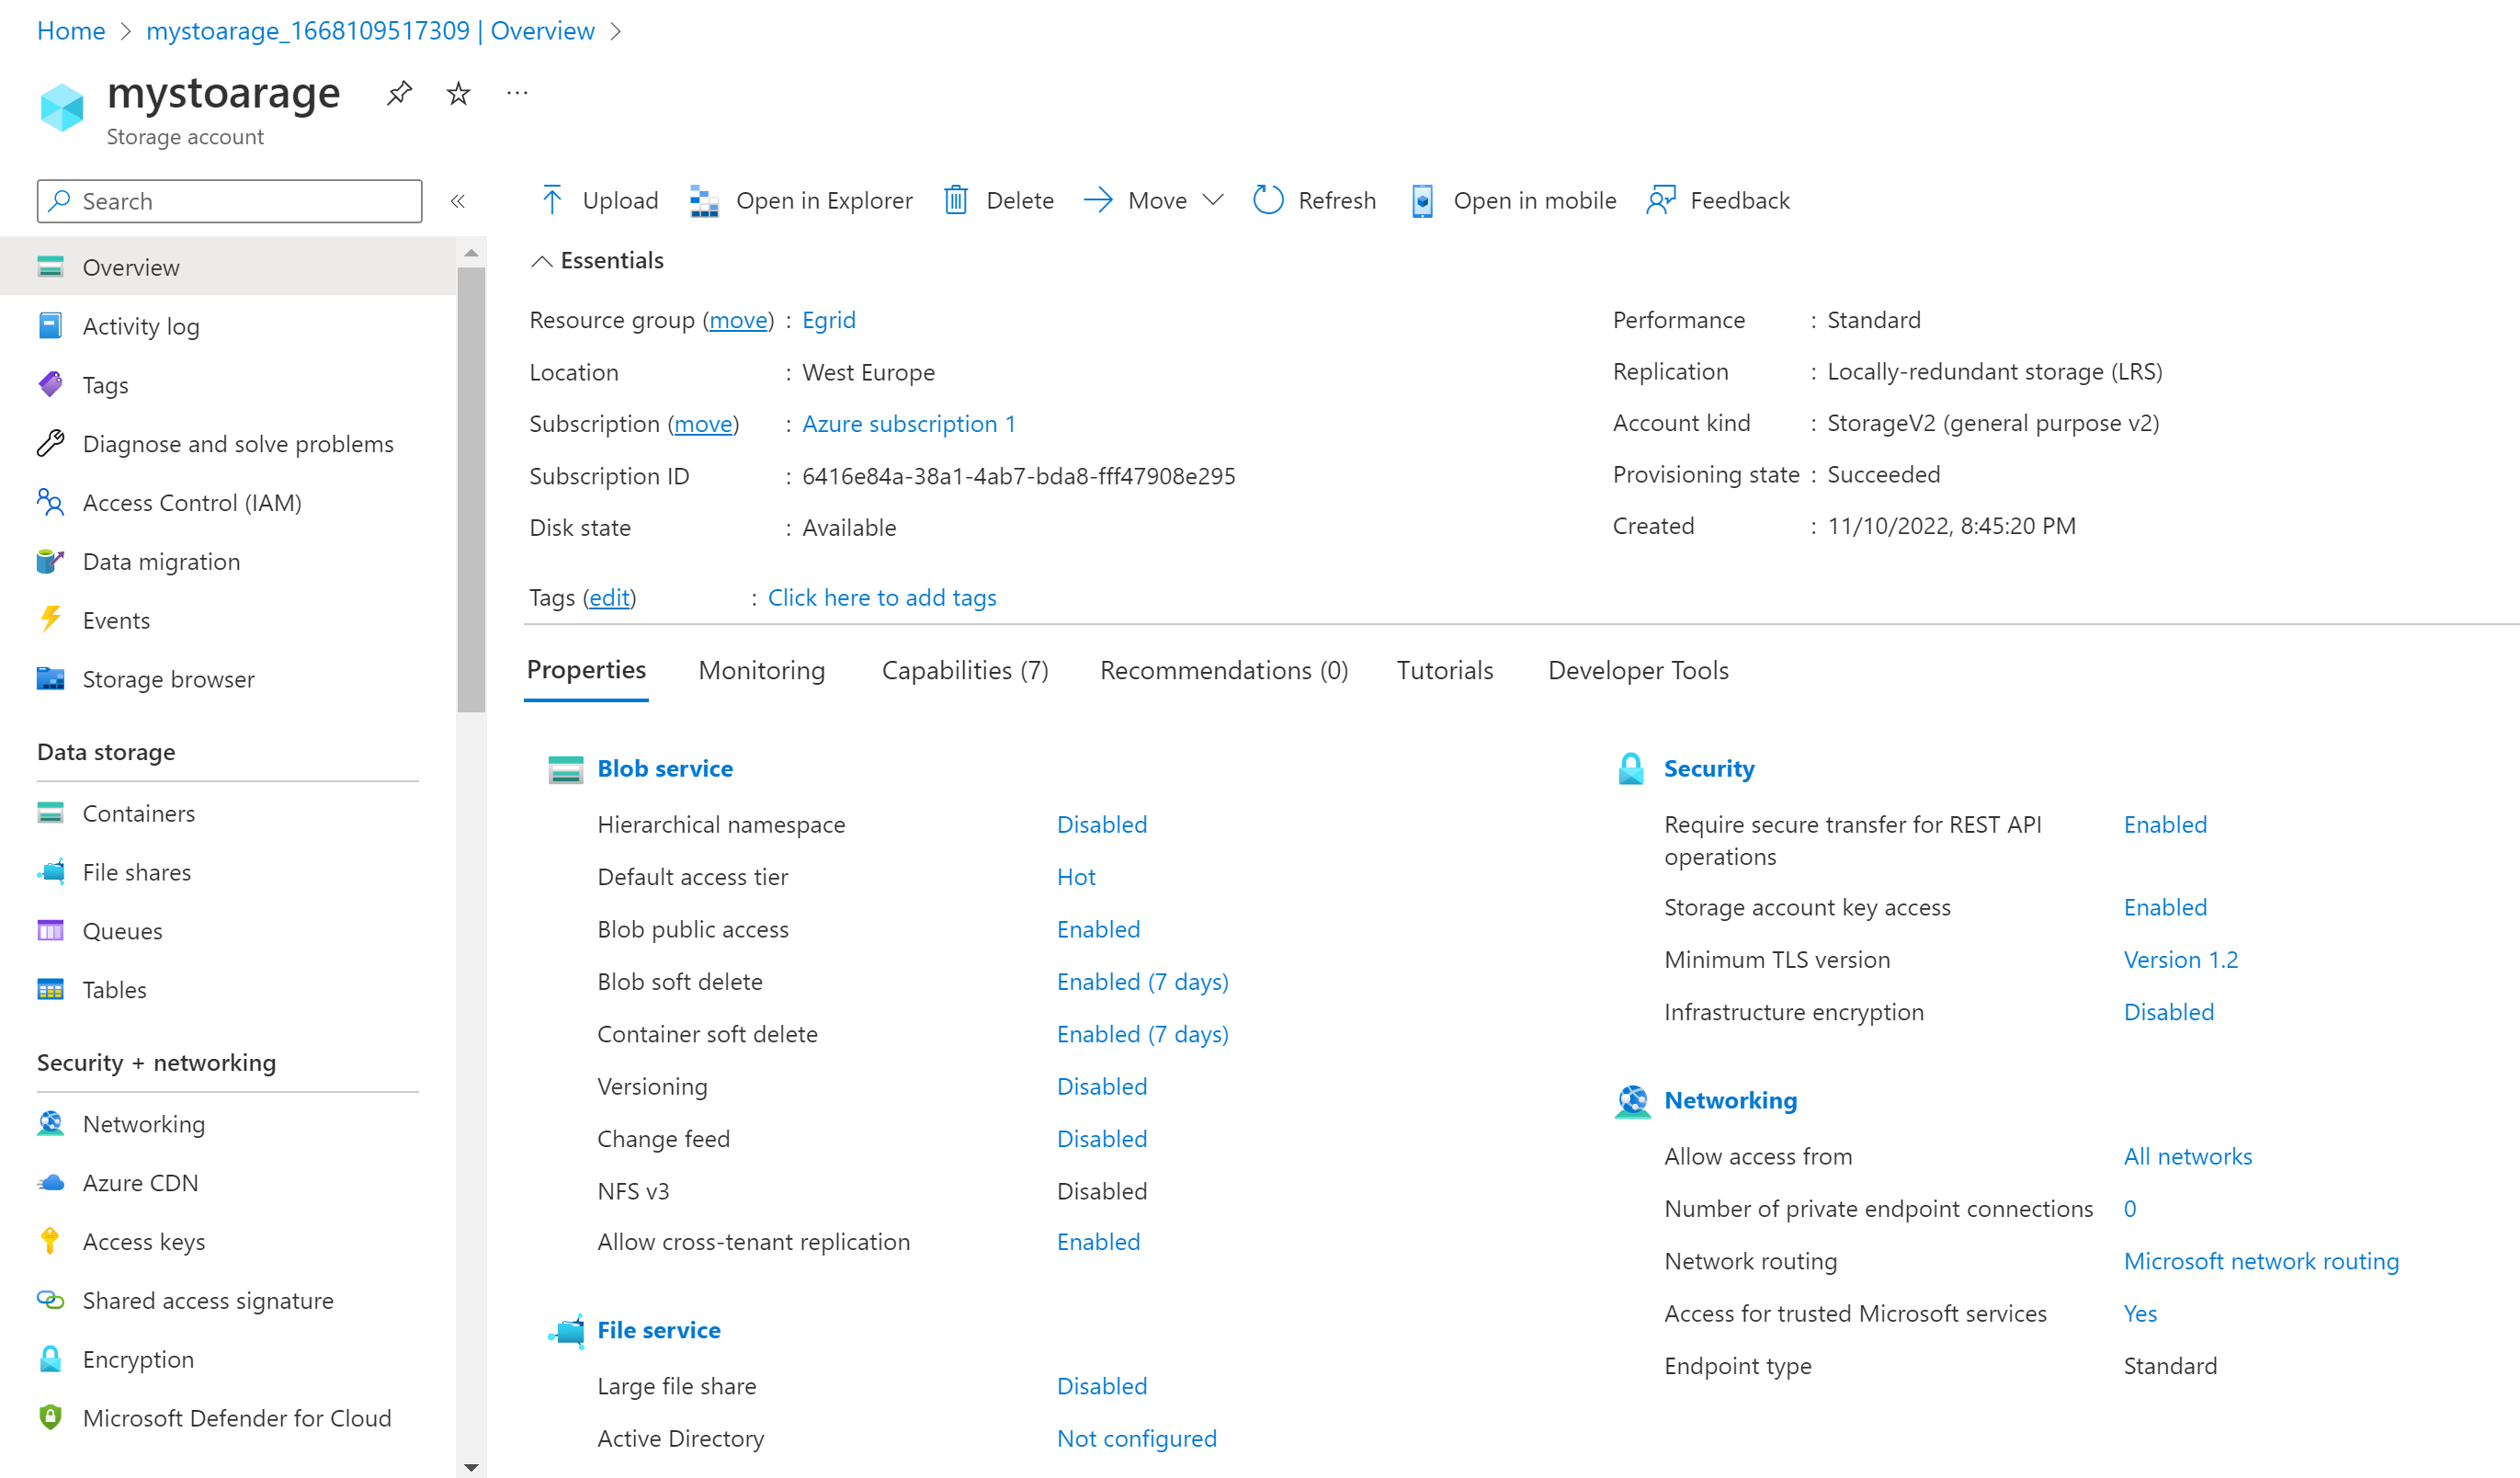 Home > mystoarage_1668109517309 | Overview >
mystoarage
Storage account
Search
Overview
Activity log
Tags
Diagnose and solve problems
Access Control (IAM)
Data migration
Events
Storage browser
Data storage
Containers
File shares
Queues
Tables
Security + networking
Networking
Azure CDN
Access keys
Shared access signature
Encryption
Microsoft Defender for Cloud
Upload Open in Explorer Delete Move Refresh Open in mobile Feedback
Essentials
Resource group (move) : Egrid
Location : West Europe
Subscription (move) : Azure subscription 1
Subscription ID : 6416e84a-38a1-4ab7-bda8-fff47908e295
Disk state : Available
Performance : Standard
Replication : Locally-redundant storage (LRS)
Account kind : StorageV2 (general purpose v2)
Provisioning state : Succeeded
Created : 11/10/2022, 8:45:20 PM
Tags (edit) : Click here to add tags
Properties Monitoring Capabilities (7) Recommendations (0) Tutorials Developer Tools
Blob service
Hierarchical namespace Disabled
Default access tier Hot
Blob public access Enabled
Blob soft delete Enabled (7 days)
Container soft delete Enabled (7 days)
Versioning Disabled
Change feed Disabled
NFS v3 Disabled
Allow cross-tenant replication Enabled
File service
Large file share Disabled
Active Directory Not configured
Security
Require secure transfer for REST API Enabled
operations
Storage account key access Enabled
Minimum TLS version Version 1.2
Infrastructure encryption Disabled
Networking
Allow access from All networks
Number of private endpoint connections 0
Network routing Microsoft network routing
Access for trusted Microsoft services Yes
Endpoint type Standard